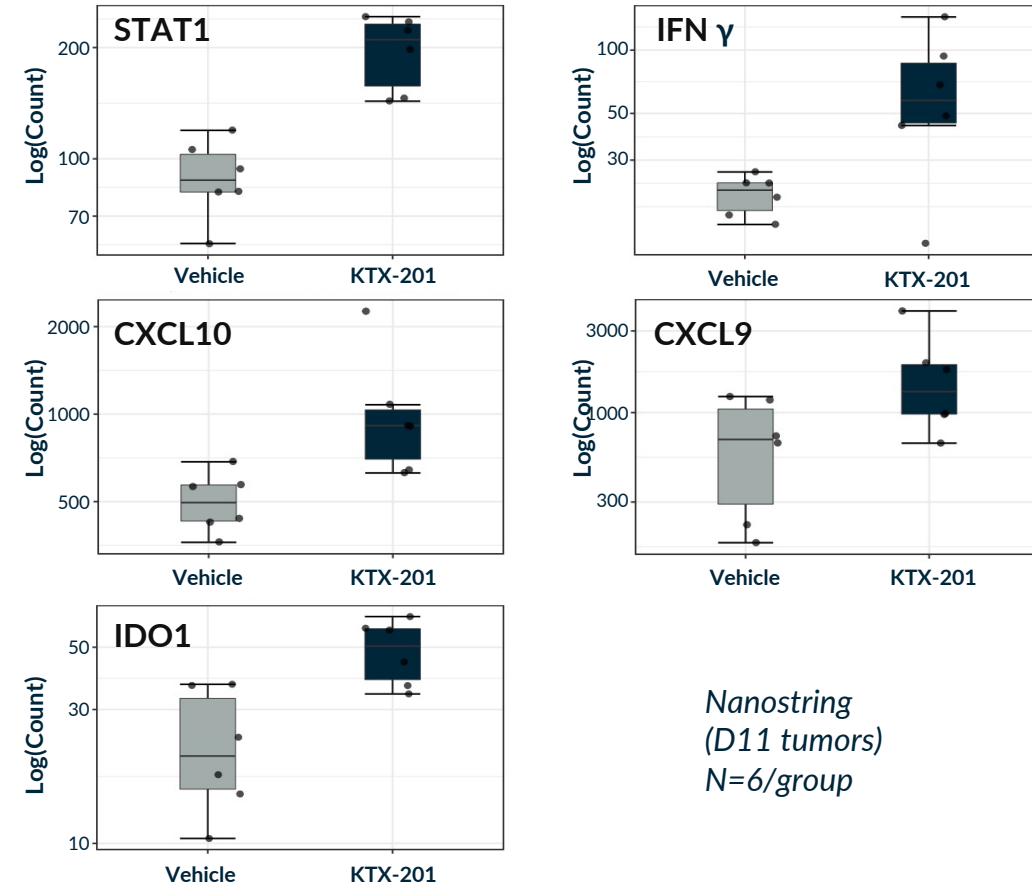 STAT1
Log(Count)
200
100
70
Vehicle
KTX-201
IFN γ
Log(Count)
100
50
30
Vehicle
KTX-201
CXCL10
Log(Count)
2000
1000
500
Vehicle
KTX-201
CXCL9
Log(Count)
3000
1000
300
Vehicle
KTX-201
IDO1
Log(Count)
50
30
10
Vehicle
KTX-201
Nanostring
(D11 tumors)
N=6/group